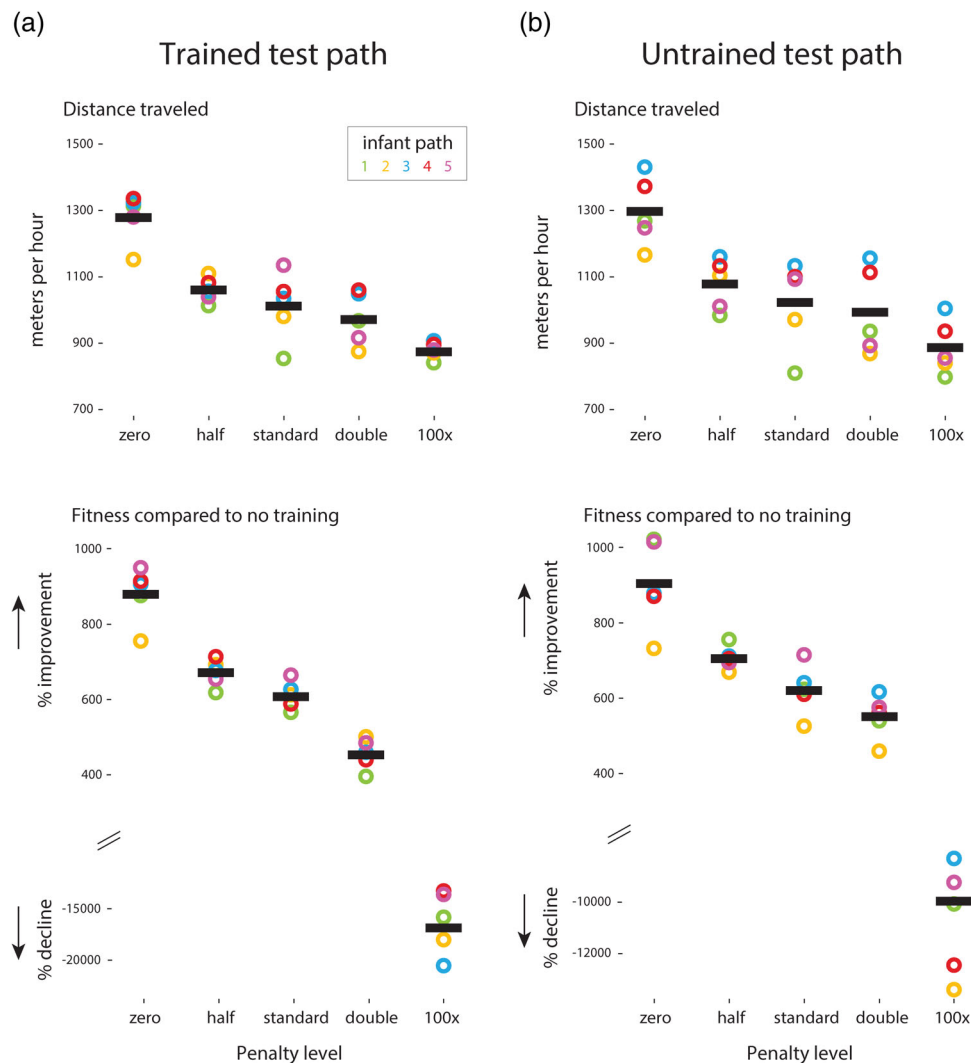 (a)
Trained test path
Distance traveled
infant path
1 2 3 4 5
meters per hour
1500
1300
1100
900
700
zero half standard double 100x
Fitness compared to no training
% improvement
1000
800
600
400
% decline
-15000
-20000
zero half standard double 100x
Penalty level
(b)
Untrained test path
Distance traveled
meters per hour
1500
1300
1100
900
700
zero half standard double 100x
Fitness compared to no training
% improvement
1000
800
600
400
% decline
-10000
-12000
zero half standard double 100x
Penalty level